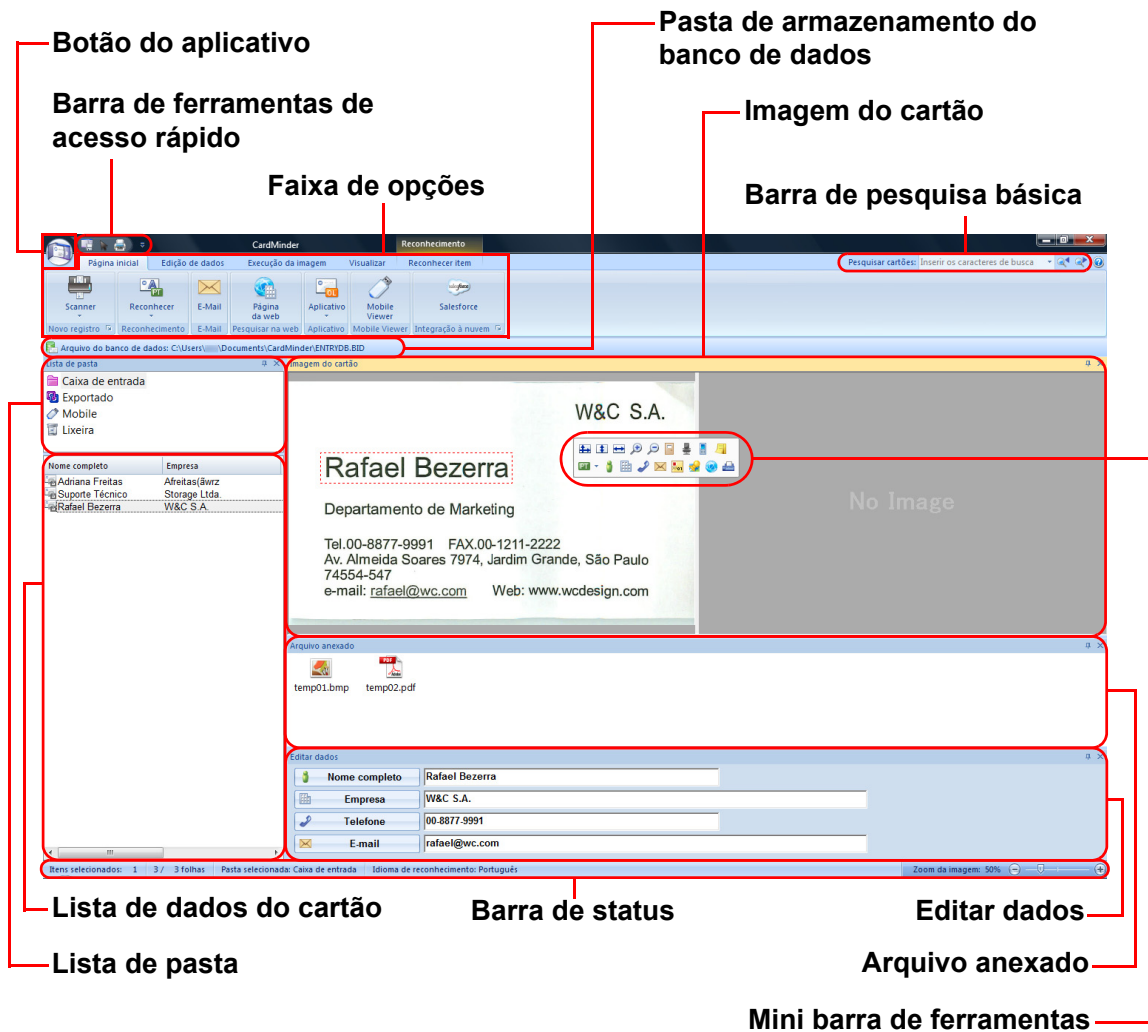 Botão do aplicativo
Pasta de armazenamento do
banco de dados
Barra de ferramentas de
acesso rápido
Imagem do cartão
Faixa de opções
Barra de pesquisa básica
CardMinder
Reconhecimento
Página inicial Edição de dados Execução da imagem Visualizar Reconhecer item
Pesquisar cartões: Inserir os caracteres de busca
Scanner Reconhecer E-Mail Página da web Aplicativo Mobile Viewer Salesforce
Novo registro Reconhecimento E-Mail Pesquisar na web Aplicativo Mobile Viewer Integração à nuvem
Arquivo do banco de dados: C:\Users\ \Documents\CardMinder\ENTRYDB.BID
Lista de pasta
Imagem do cartão
Caixa de entrada
Exportado
Mobile
Lixeira
Nome completo Empresa
Adriana Freitas Afreitas(ãwrz
Suporte Técnico Storage Ltda.
Rafael Bezerra W&C S.A.
W&C S.A.
Rafael Bezerra
Departamento de Marketing
Tel.00-8877-9991 FAX.00-1211-2222
Av. Almeida Soares 7974, Jardim Grande, São Paulo
74554-547
e-mail: rafael@wc.com Web: www.wcdesign.com
No Image
Arquivo anexado
PDF
temp01.bmp temp02.pdf
Editar dados
Nome completo Rafael Bezerra
Empresa W&C S.A.
Telefone 00-8877-9991
E-mail rafael@wc.com
Itens selecionados: 1 3 / 3 folhas Pasta selecionada: Caixa de entrada Idioma de reconhecimento: Português Zoom da imagem: 50%
Lista de dados do cartão
Barra de status
Editar dados
Lista de pasta
Arquivo anexado
Mini barra de ferramentas